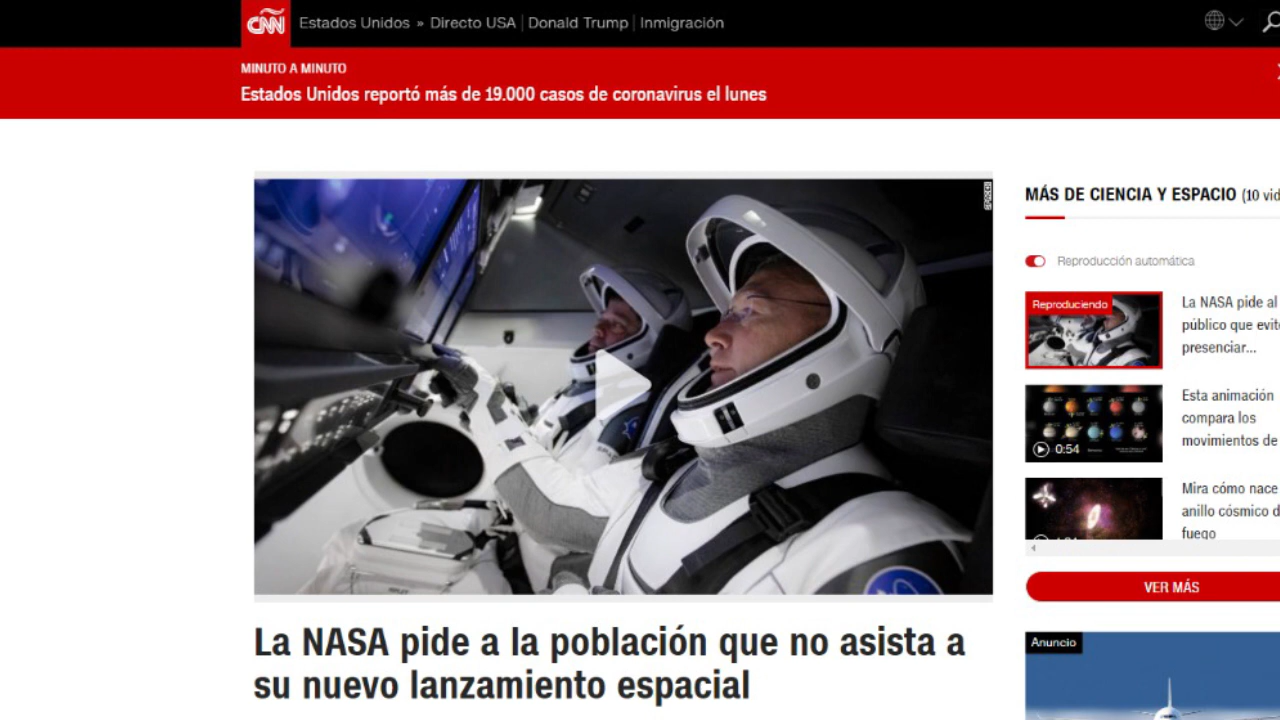 CNN Estados Unidos » Directo USA | Donald Trump | Inmigración
MINUTO A MINUTO
Estados Unidos reportó más de 19.000 casos de coronavirus el lunes
MÁS DE CIENCIA Y ESPACIO (10 vid
Reproducción automática
Reproduciendo
La NASA pide al
público que evit
presenciar...
0:54
Esta animación
compara los
movimientos de
Mira cómo nace
anillo cósmico d
fuego
VER MÁS
Anuncio
La NASA pide a la población que no asista a
su nuevo lanzamiento espacial